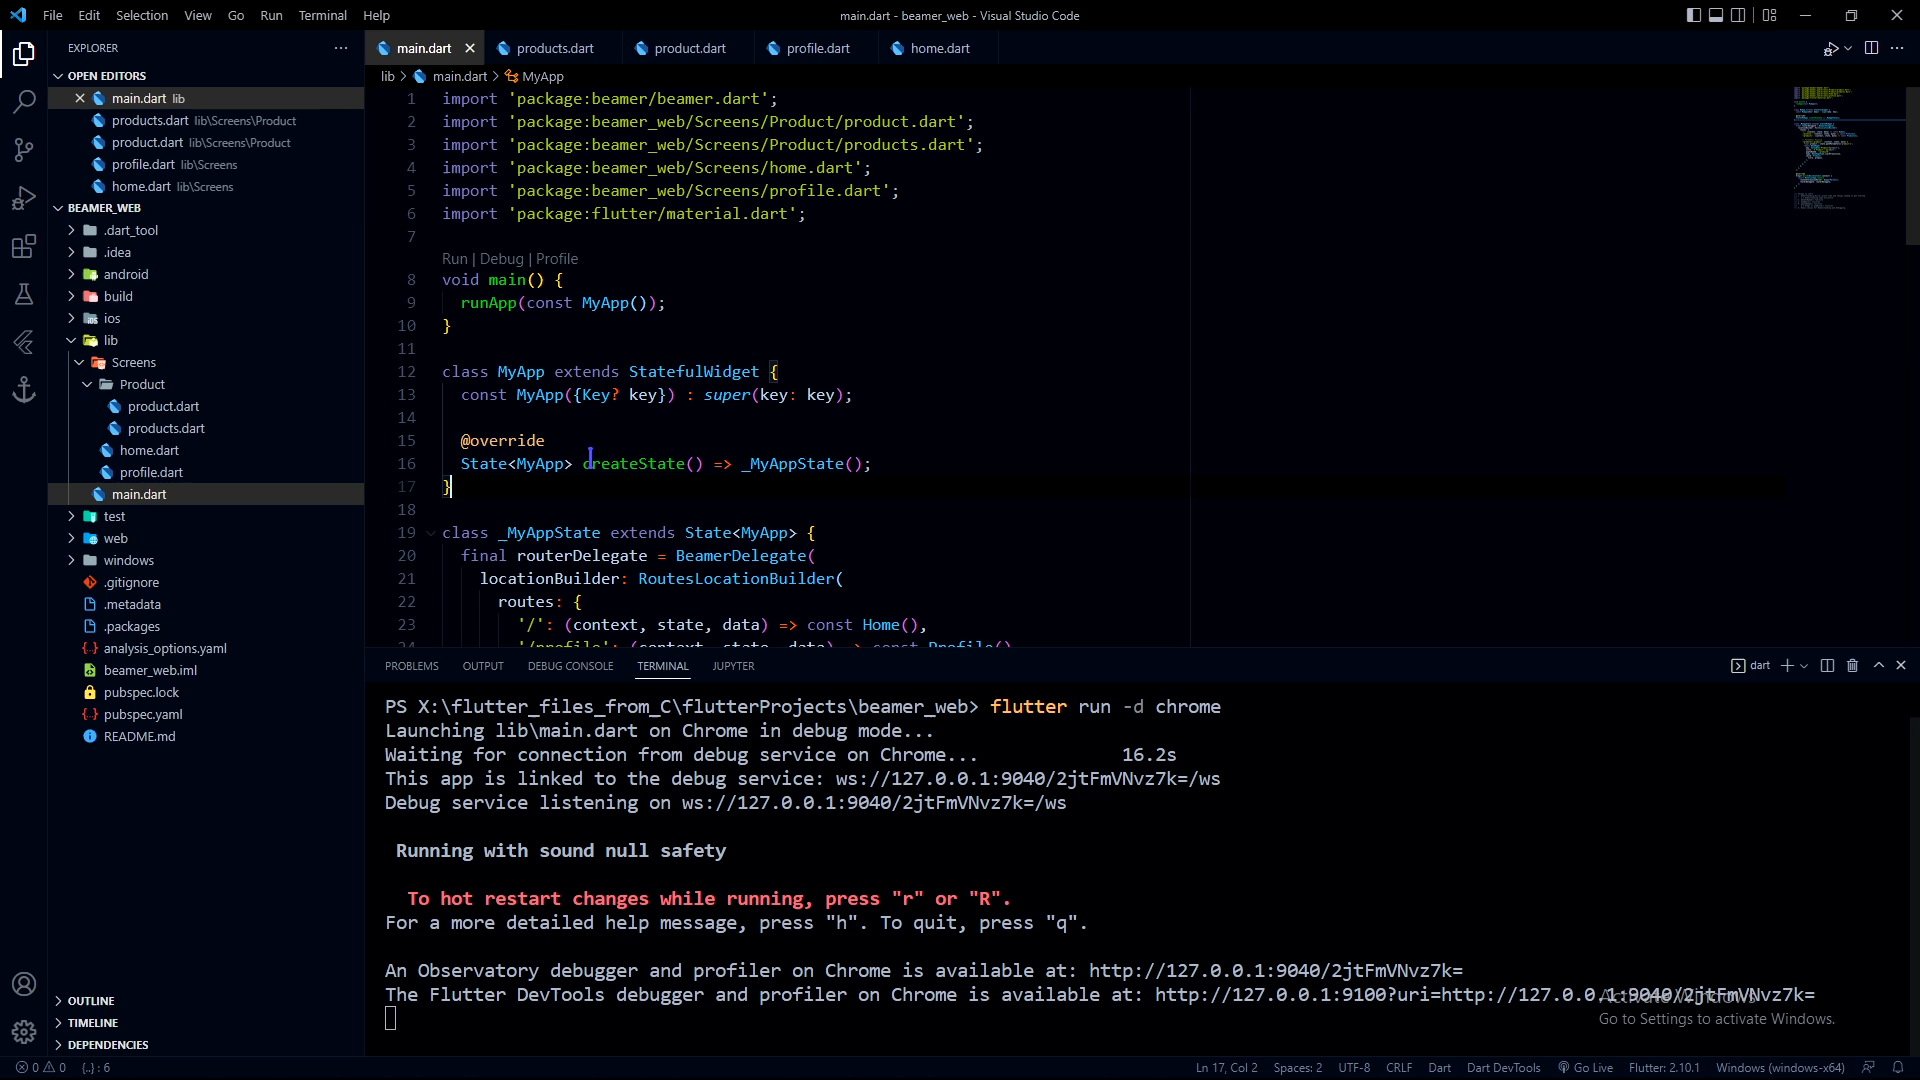 File Edit Selection View Go Run Terminal Help
main.dart - beamer_web - Visual Studio Code
EXPLORER
OPEN EDITORS
main.dart lib
products.dart lib\Screens\Product
product.dart lib\Screens\Product
profile.dart lib\Screens
home.dart lib\Screens
BEAMER_WEB
.dart_tool
.idea
android
build
ios
lib
Screens
Product
product.dart
products.dart
home.dart
profile.dart
main.dart
test
web
windows
.gitignore
.metadata
.packages
analysis_options.yaml
beamer_web.iml
pubspec.lock
pubspec.yaml
README.md
OUTLINE
TIMELINE
DEPENDENCIES
main.dart products.dart product.dart profile.dart home.dart
lib > main.dart > MyApp
1 import 'package:beamer/beamer.dart';
2 import 'package:beamer_web/Screens/Product/product.dart';
3 import 'package:beamer_web/Screens/Product/products.dart';
4 import 'package:beamer_web/Screens/home.dart';
5 import 'package:beamer_web/Screens/profile.dart';
6 import 'package:flutter/material.dart';
7
Run | Debug | Profile
8 void main() {
9 runApp(const MyApp());
10 }
11
12 class MyApp extends StatefulWidget {
13 const MyApp({Key? key}) : super(key: key);
14
15 @override
16 State<MyApp> createState() => _MyAppState();
17 }
18
19 class _MyAppState extends State<MyApp> {
20 final routerDelegate = BeamerDelegate(
21 locationBuilder: RoutesLocationBuilder(
22 routes: {
23 '/': (context, state, data) => const Home(),
24 '/profile': (context, state, data) => const Profile()
PROBLEMS OUTPUT DEBUG CONSOLE TERMINAL JUPYTER
dart
PS X:\flutter_files_from_C\flutterProjects\beamer_web> flutter run -d chrome
Launching lib\main.dart on Chrome in debug mode...
Waiting for connection from debug service on Chrome... 16.2s
This app is linked to the debug service: ws://127.0.0.1:9040/2jtFmVNvz7k=/ws
Debug service listening on ws://127.0.0.1:9040/2jtFmVNvz7k=/ws
Running with sound null safety
To hot restart changes while running, press "r" or "R".
For a more detailed help message, press "h". To quit, press "q".
An Observatory debugger and profiler on Chrome is available at: http://127.0.0.1:9040/2jtFmVNvz7k=
The Flutter DevTools debugger and profiler on Chrome is available at: http://127.0.0.1:9100?uri=http://127.0.0.1:9040/2jtFmVNvz7k=
Activate Windows
Go to Settings to activate Windows.
0 0 {..} : 6
Ln 17, Col 2 Spaces: 2 UTF-8 CRLF Dart Dart DevTools Go Live Flutter: 2.10.1 Windows (windows-x64)